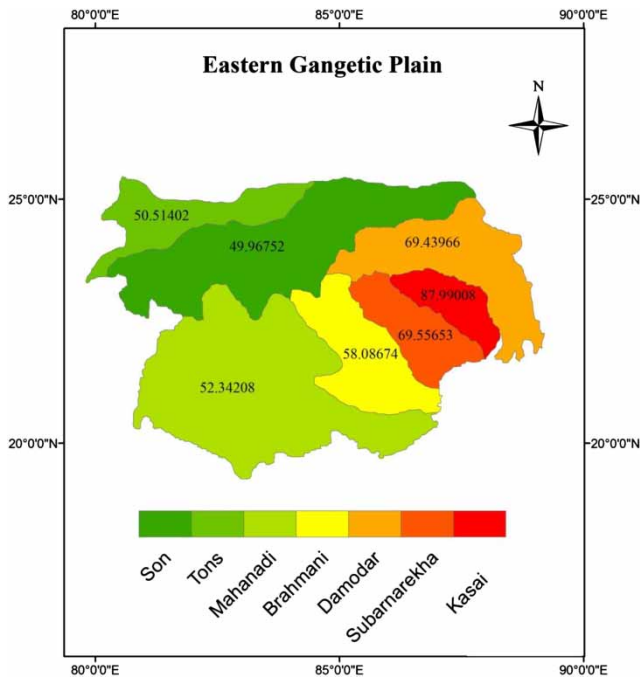 80°0'0"E 85°0'0"E 90°0'0"E
Eastern Gangetic Plain
N
25°0'0"N 25°0'0"N
50.51402
49.96752
69.43966
87.99008
69.55653
58.08674
52.34208
20°0'0"N 20°0'0"N
Son
Tons
Mahanadi
Brahmani
Damodar
Subarnarekha
Kasai
80°0'0"E 85°0'0"E 90°0'0"E